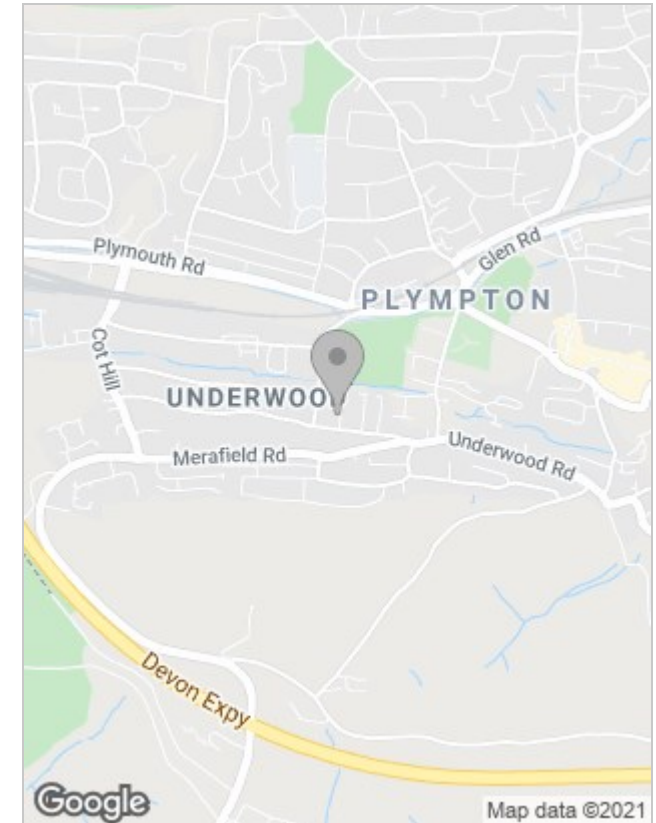 Plymouth Rd
Glen Rd
PLYMPTON
Cot Hill
UNDERWOOD
Merafield Rd
Underwood Rd
Devon Expy
Google
Map data ©2021